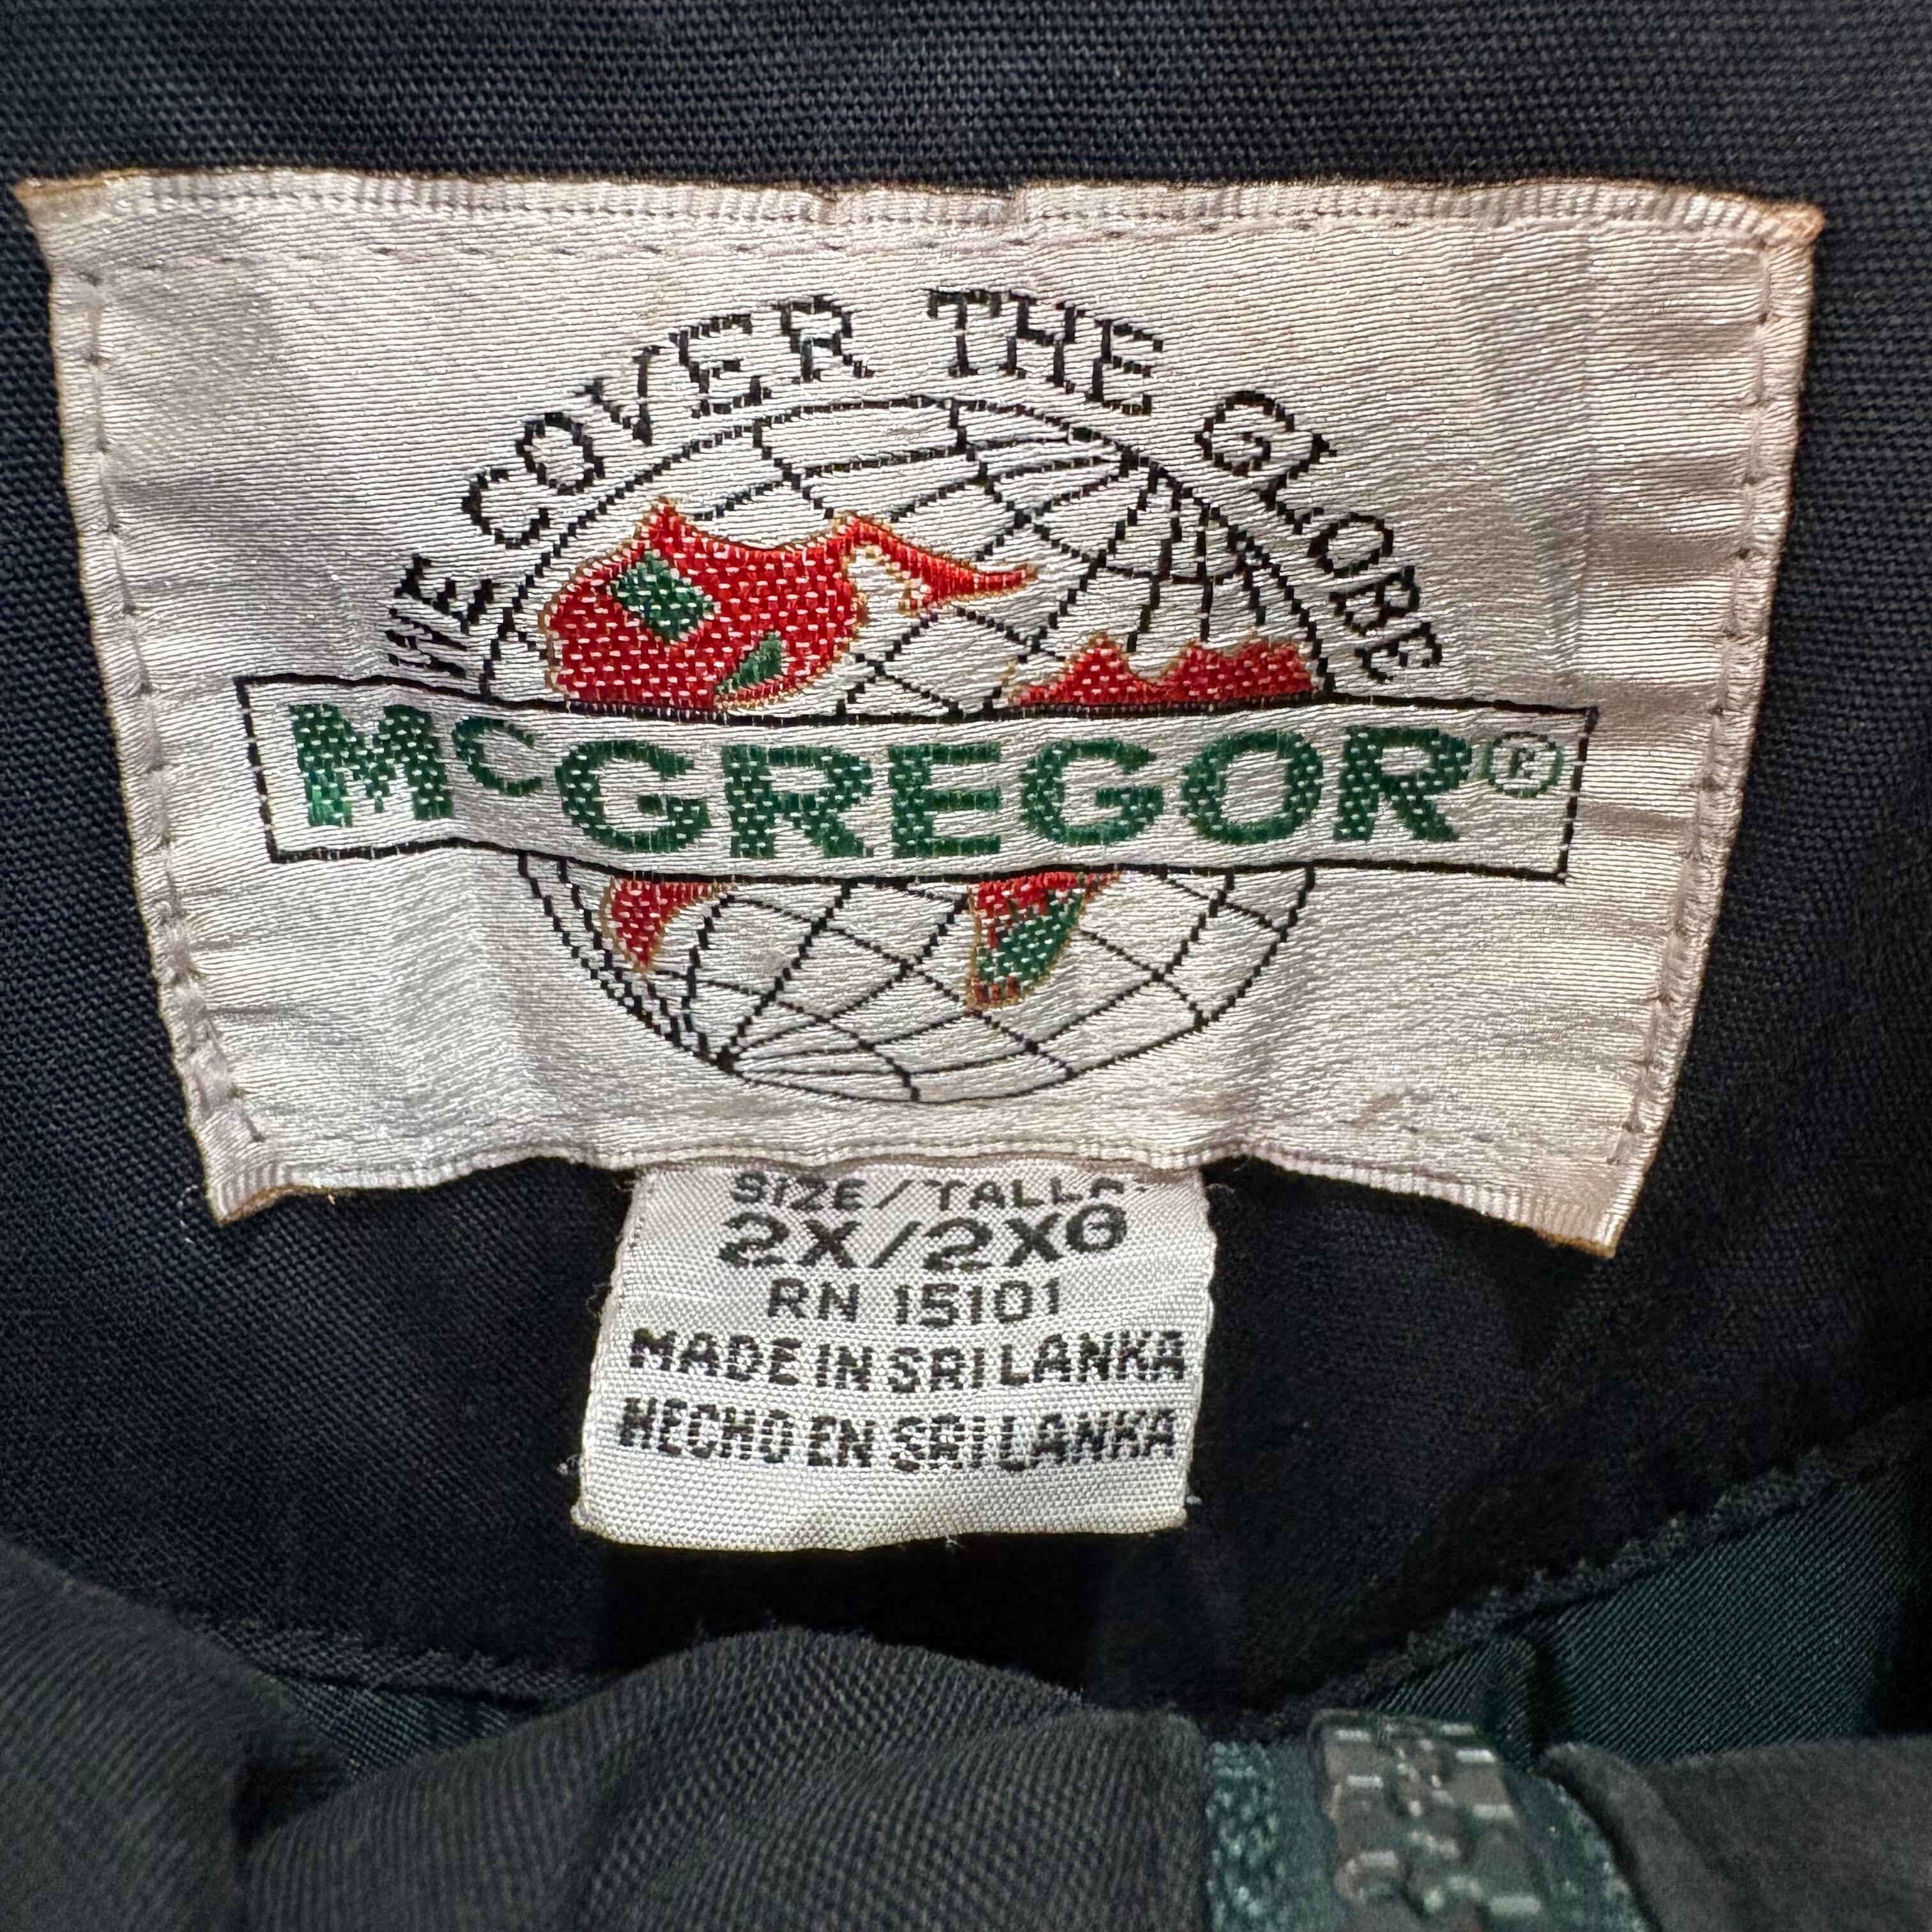 WE COVER THE GLOBE
McGREGOR®
SIZE/TALLA
2X/2XG
RN 15101
MADE IN SRI LANKA
HECHO EN SRI LANKA